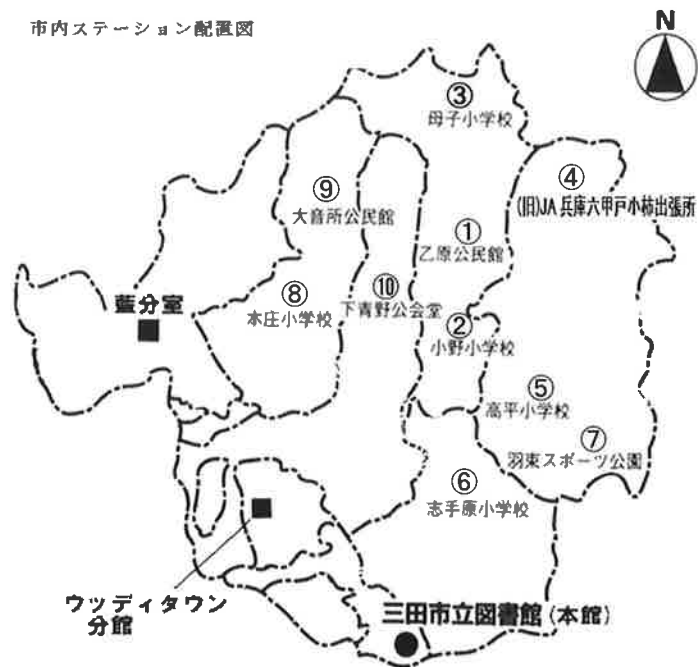 市内ステーション配置図
N
③
母子小学校
④
(旧)JA兵庫六甲戸小柿出張所
⑨
大音所公民館
①
乙原公民館
⑧
本庄小学校
⑩
下青野公会堂
②
小野小学校
藍分室
⑤
高平小学校
⑦
羽束スポーツ公園
⑥
志手原小学校
ウッディタウン
分館
三田市立図書館(本館)